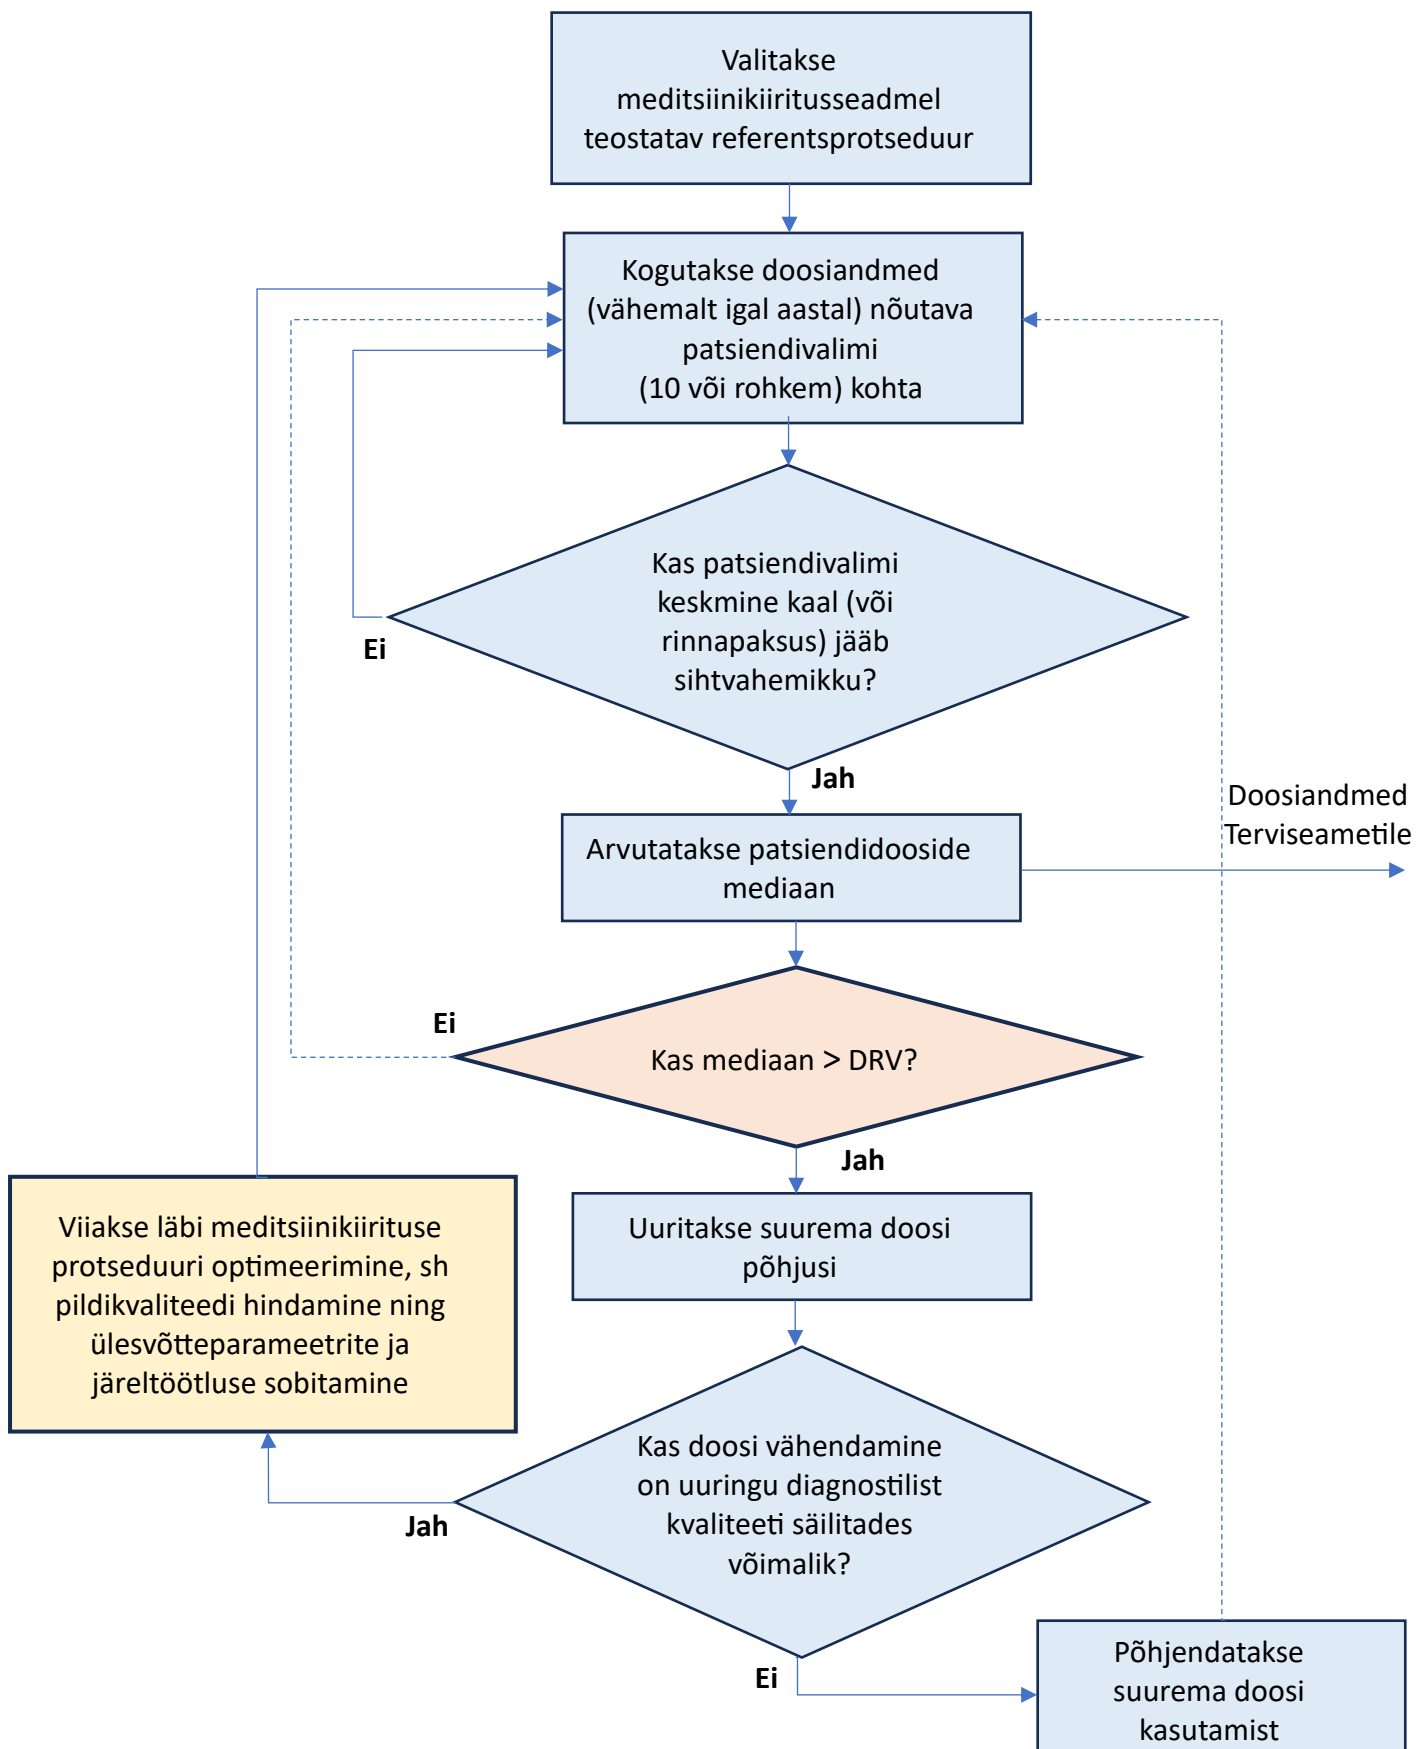 Valitakse
meditsiinikiiritusseadmel
teostatav referentsprotseduur
Kogutakse doosiandmed
(vähemalt igal aastal) nõutava
patsiendivalimi
(10 või rohkem) kohta
Kas patsiendivalimi
keskmine kaal (või
rinnapaksus) jääb
sihtvahemikku?
Ei
Jah
Doosiandmed
Terviseametile
Arvutatakse patsiendidooside
mediaan
Ei
Kas mediaan > DRV?
Jah
Viiakse läbi meditsiinikiirituse
protseduuri optimeerimine, sh
pildikvaliteedi hindamine ning
ülesvõtteparameetrite ja
järeltöötluse sobitamine
Uuritakse suurema doosi
põhjusi
Kas doosi vähendamine
on uuringu diagnostilist
kvaliteeti säilitades
võimalik?
Jah
Ei
Põhjendatakse
suurema doosi
kasutamist